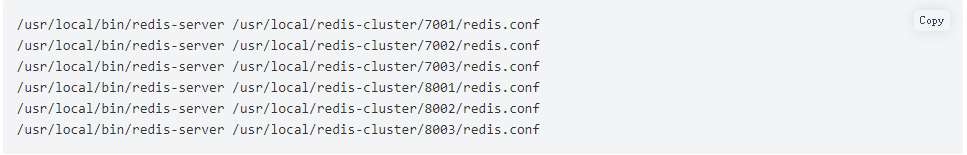 Copy
/usr/local/bin/redis-server /usr/local/redis-cluster/7001/redis.conf
/usr/local/bin/redis-server /usr/local/redis-cluster/7002/redis.conf
/usr/local/bin/redis-server /usr/local/redis-cluster/7003/redis.conf
/usr/local/bin/redis-server /usr/local/redis-cluster/8001/redis.conf
/usr/local/bin/redis-server /usr/local/redis-cluster/8002/redis.conf
/usr/local/bin/redis-server /usr/local/redis-cluster/8003/redis.conf